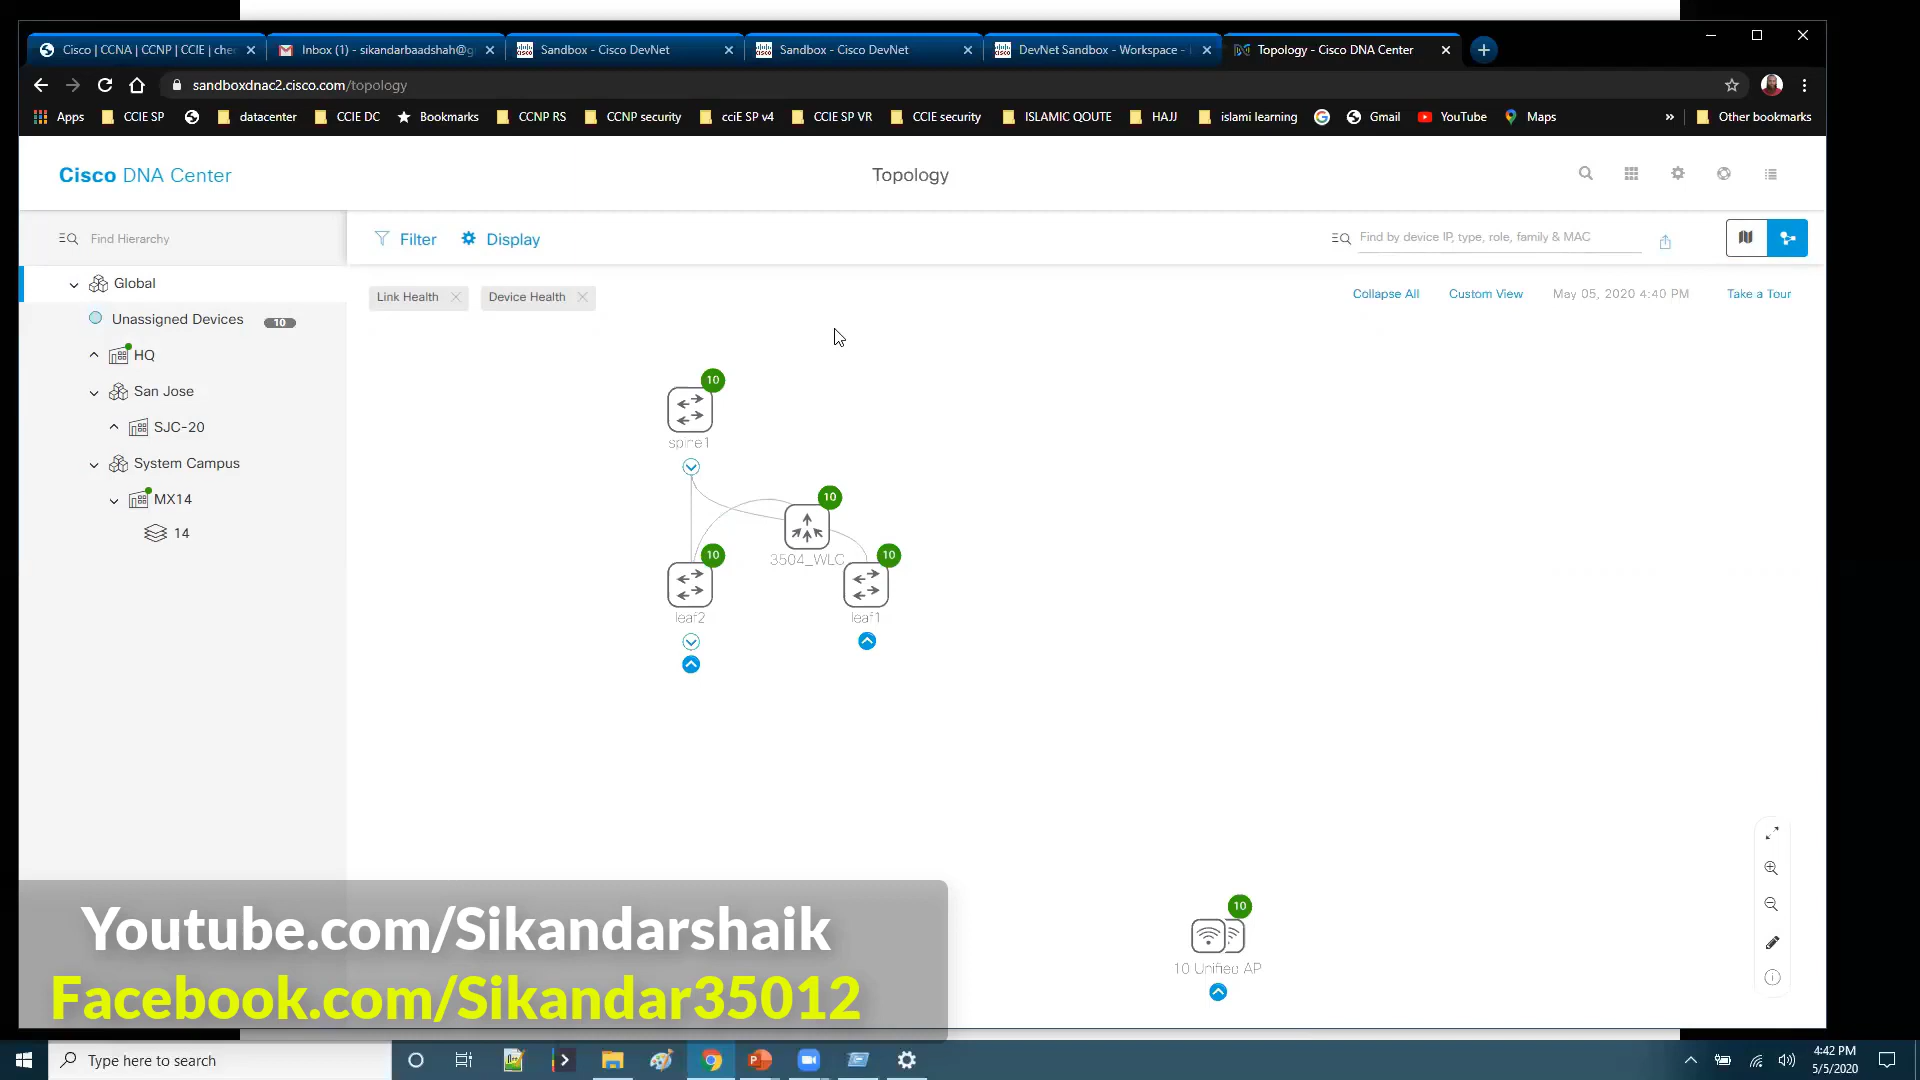 Cisco | CCNA | CCNP | CCIE | cher
Inbox (1) - sikandarbaadshah@g
Sandbox - Cisco DevNet
Sandbox - Cisco DevNet
DevNet Sandbox - Workspace -
Topology - Cisco DNA Center
sandboxdnac2.cisco.com/topology
Apps
CCIE SP
datacenter
CCIE DC
Bookmarks
CCNP RS
CCNP security
cciE SP v4
CCIE SP VR
CCIE security
ISLAMIC QOUTE
HAJJ
islami learning
Gmail
YouTube
Maps
»
Other bookmarks
Cisco DNA Center
Topology
Find Hierarchy
Filter
Display
Find by device IP, type, role, family & MAC
Global
Link Health
Device Health
Collapse All
Custom View
May 05, 2020 4:40 PM
Take a Tour
Unassigned Devices
10
HQ
San Jose
SJC-20
System Campus
MX14
14
10
spine1
10
3504_WLC
10
leaf2
10
leaf1
10
10 Unified AP
Youtube.com/Sikandarshaik
Facebook.com/Sikandar35012
Type here to search
4:42 PM
5/5/2020